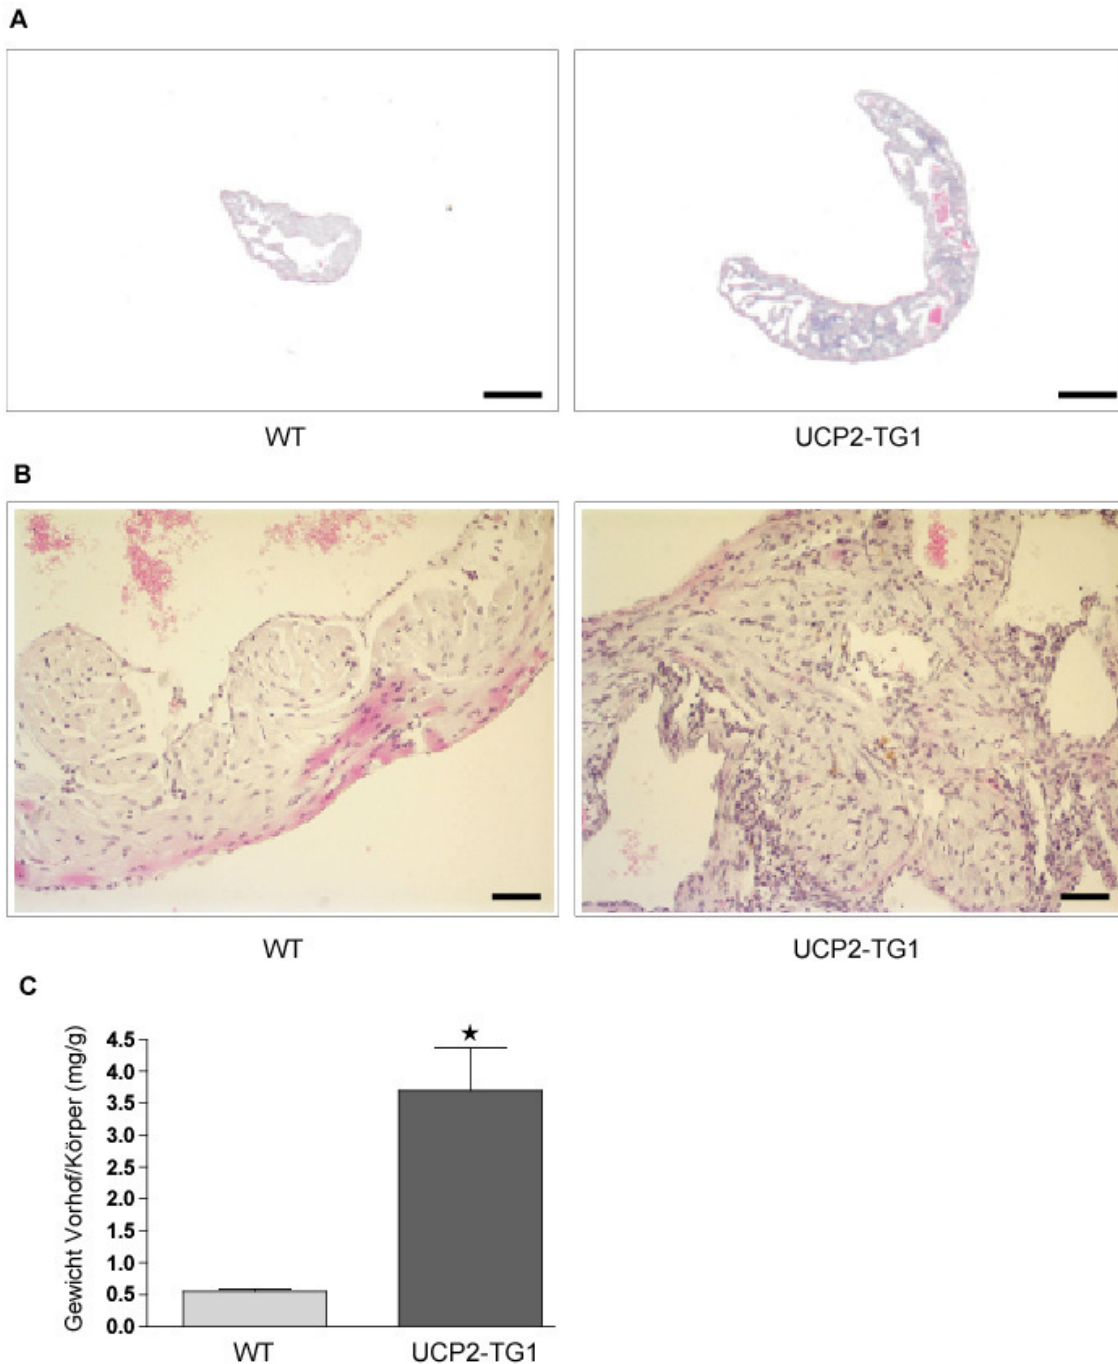 A
WT
UCP2-TG1
B
WT
UCP2-TG1
C
Gewicht Vorhof/Körper (mg/g)
4.5
4.0
3.5
3.0
2.5
2.0
1.5
1.0
0.5
0.0
★
WT
UCP2-TG1